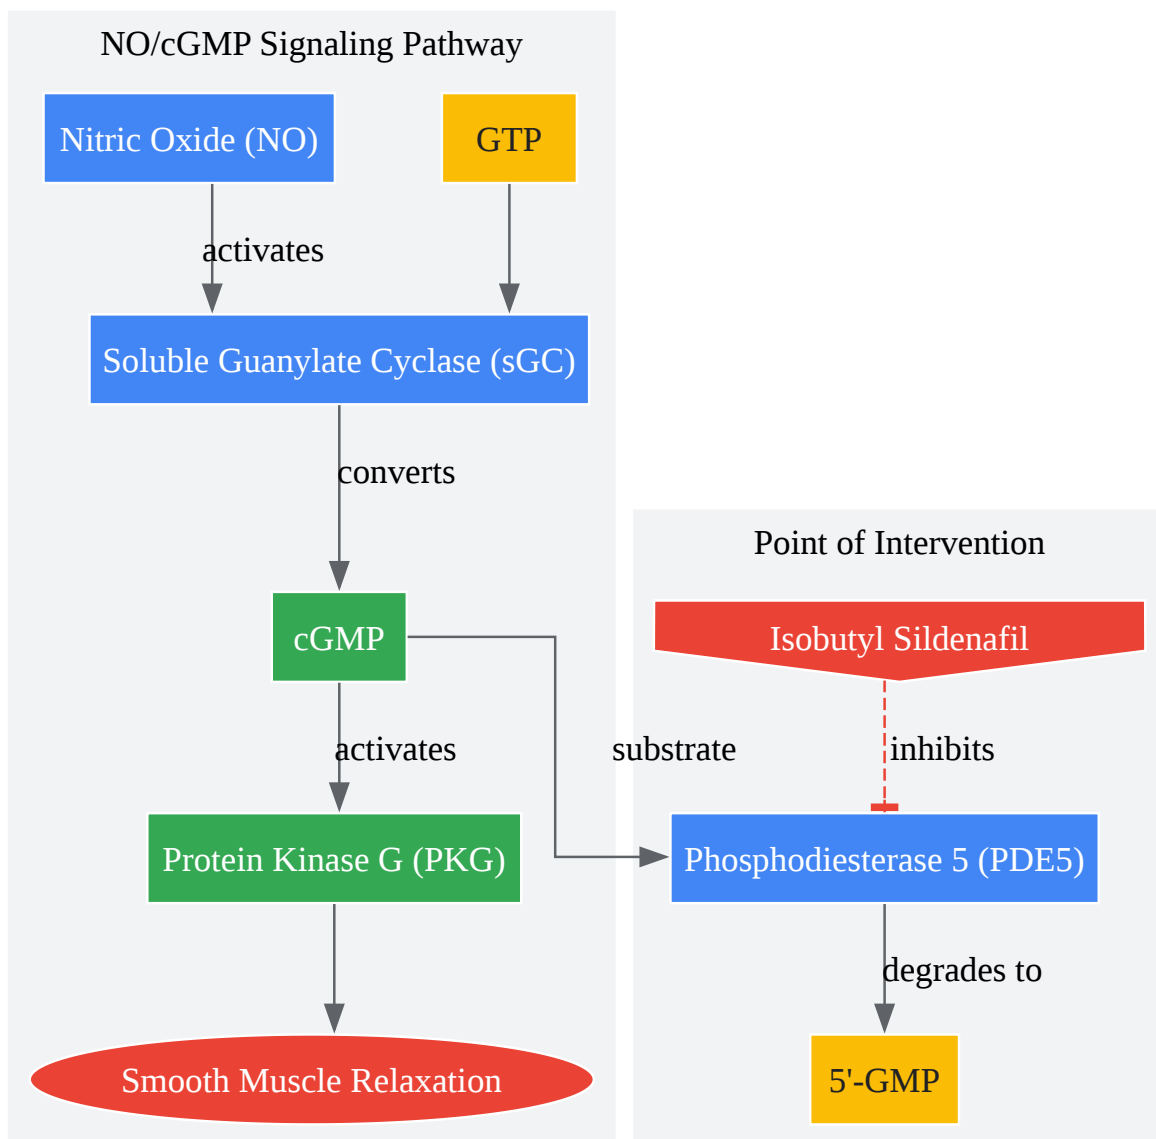 NO/cGMP Signaling Pathway
Nitric Oxide (NO)
GTP
activates
Soluble Guanylate Cyclase (sGC)
converts
cGMP
activates
substrate
Protein Kinase G (PKG)
Smooth Muscle Relaxation
Point of Intervention
Isobutyl Sildenafil
inhibits
Phosphodiesterase 5 (PDE5)
degrades to
5'-GMP